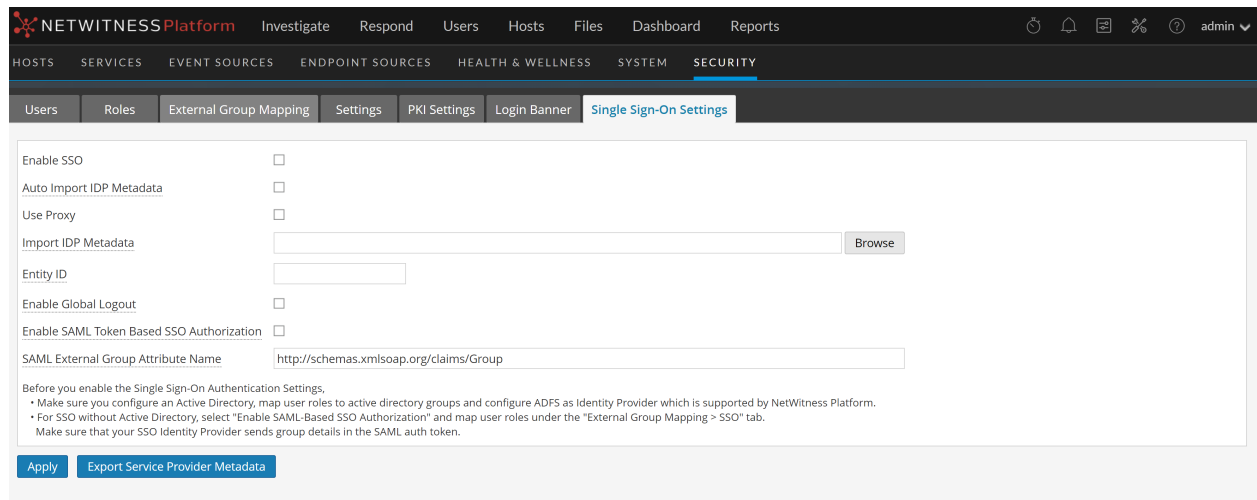 NETWITNESS Platform Investigate Respond Users Hosts Files Dashboard Reports admin
HOSTS SERVICES EVENT SOURCES ENDPOINT SOURCES HEALTH & WELLNESS SYSTEM SECURITY
Users Roles External Group Mapping Settings PKI Settings Login Banner Single Sign-On Settings
Enable SSO
Auto Import IDP Metadata
Use Proxy
Import IDP Metadata Browse
Entity ID
Enable Global Logout
Enable SAML Token Based SSO Authorization
SAML External Group Attribute Name http://schemas.xmlsoap.org/claims/Group
Before you enable the Single Sign-On Authentication Settings,
• Make sure you configure an Active Directory, map user roles to active directory groups and configure ADFS as Identity Provider which is supported by NetWitness Platform.
• For SSO without Active Directory, select "Enable SAML-Based SSO Authorization" and map user roles under the "External Group Mapping > SSO" tab.
Make sure that your SSO Identity Provider sends group details in the SAML auth token.
Apply Export Service Provider Metadata